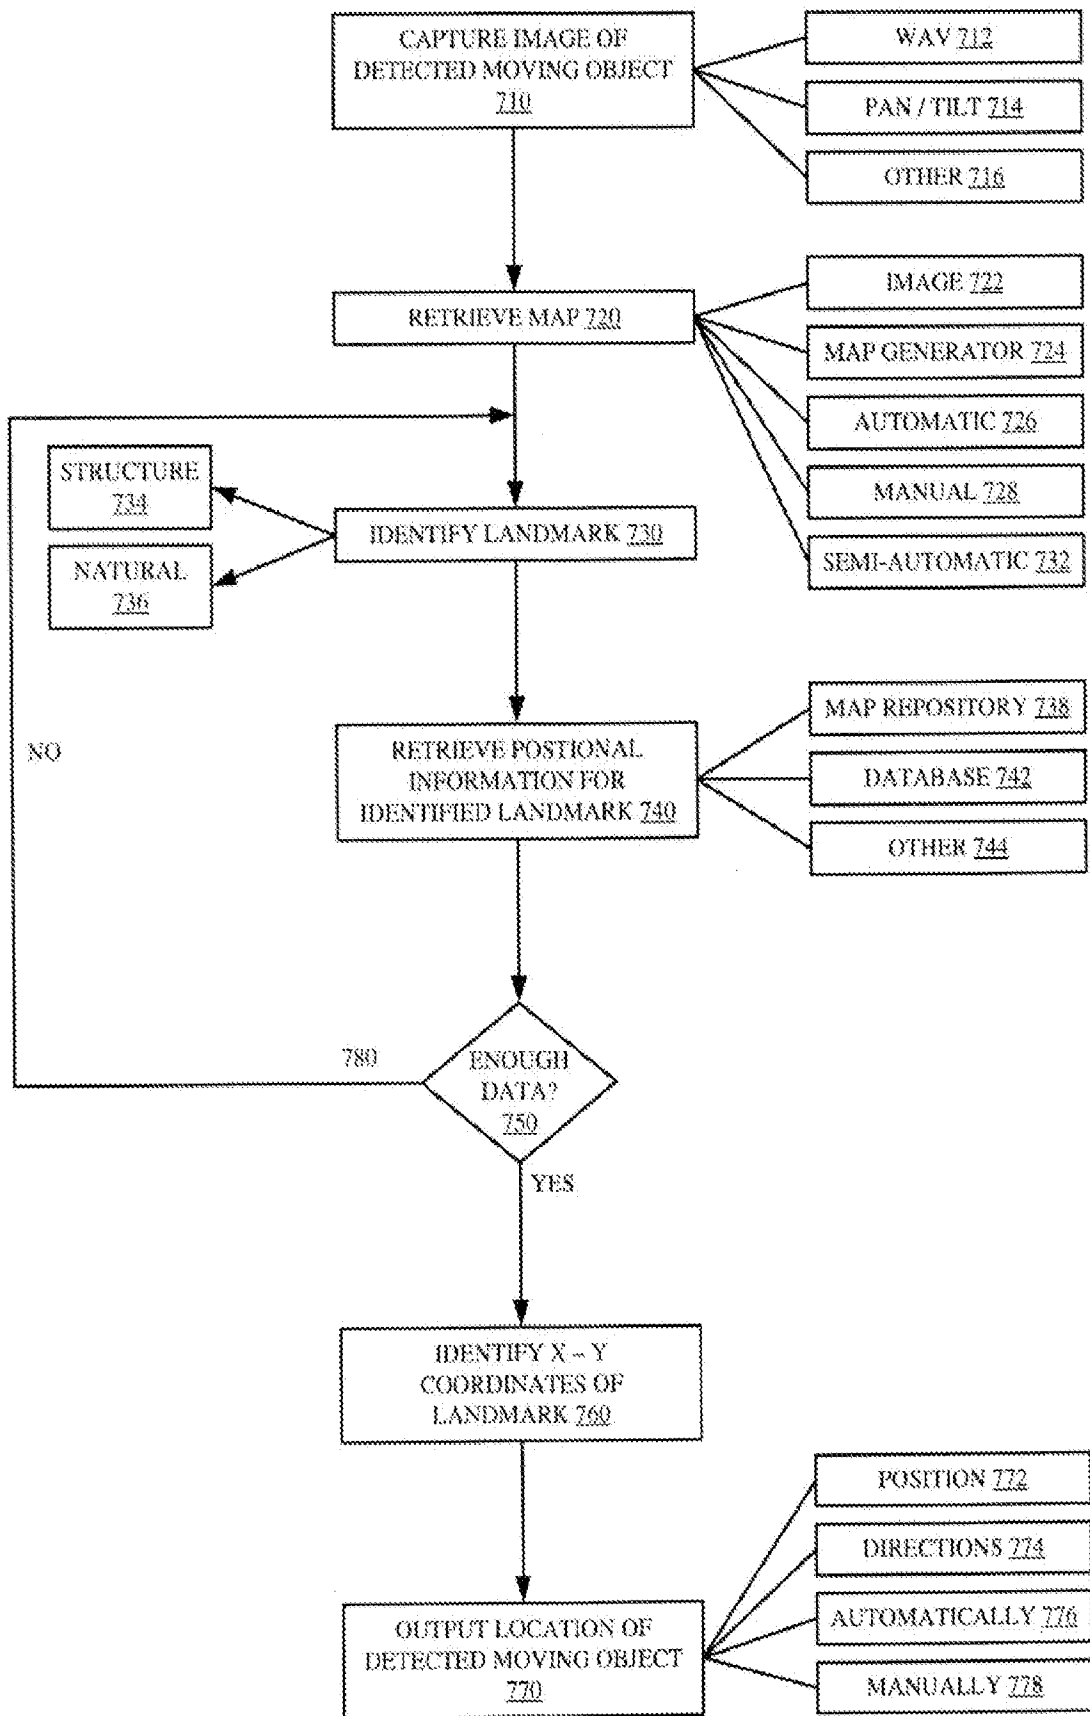 CAPTURE IMAGE OF
DETECTED MOVING OBJECT
710
WAV 712
PAN / TILT 714
OTHER 716
RETRIEVE MAP 720
IMAGE 722
MAP GENERATOR 724
AUTOMATIC 726
MANUAL 728
SEMI-AUTOMATIC 732
STRUCTURE
734
NATURAL
736
IDENTIFY LANDMARK 730
RETRIEVE POSTIONAL
INFORMATION FOR
IDENTIFIED LANDMARK 740
MAP REPOSITORY 738
DATABASE 742
OTHER 744
NO
780
ENOUGH
DATA?
750
YES
IDENTIFY X – Y
COORDINATES OF
LANDMARK 760
OUTPUT LOCATION OF
DETECTED MOVING OBJECT
770
POSITION 772
DIRECTIONS 774
AUTOMATICALLY 776
MANUALLY 778